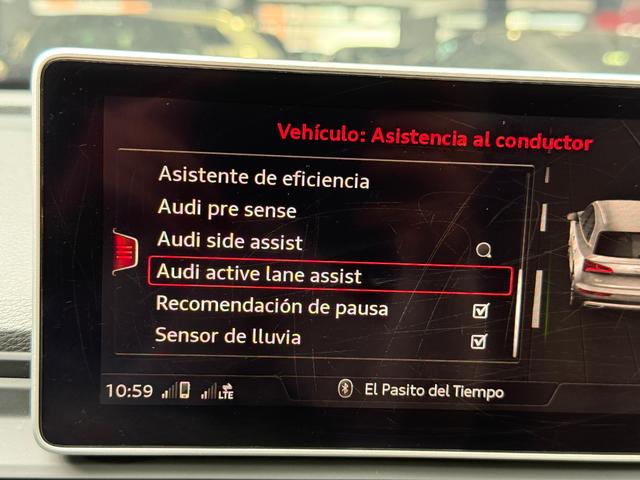 Vehículo: Asistencia al conductor
Asistente de eficiencia
Audi pre sense
Audi side assist
Audi active lane assist
Recomendación de pausa
Sensor de lluvia
10:59 LTE El Pasito del Tiempo